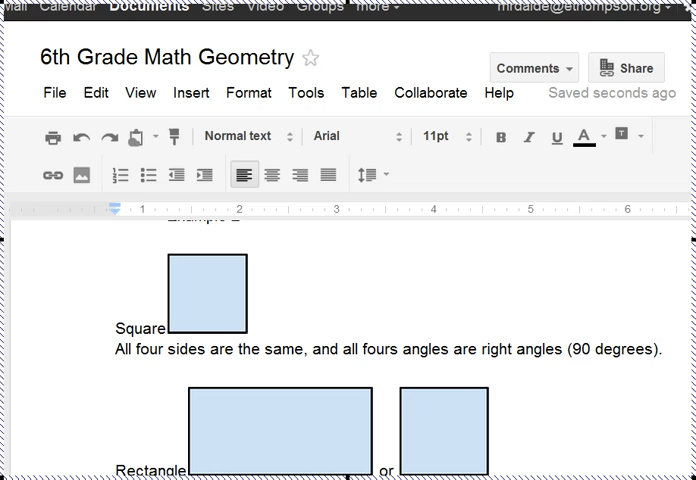 Calendar Documents Sites Video Groups More
6th Grade Math Geometry
Comments Share
File Edit View Insert Format Tools Table Collaborate Help Saved seconds ago
Normal text Arial 11pt B I U A T
1 2 3 4 5 6
Square
All four sides are the same, and all fours angles are right angles (90 degrees).
Rectangle or